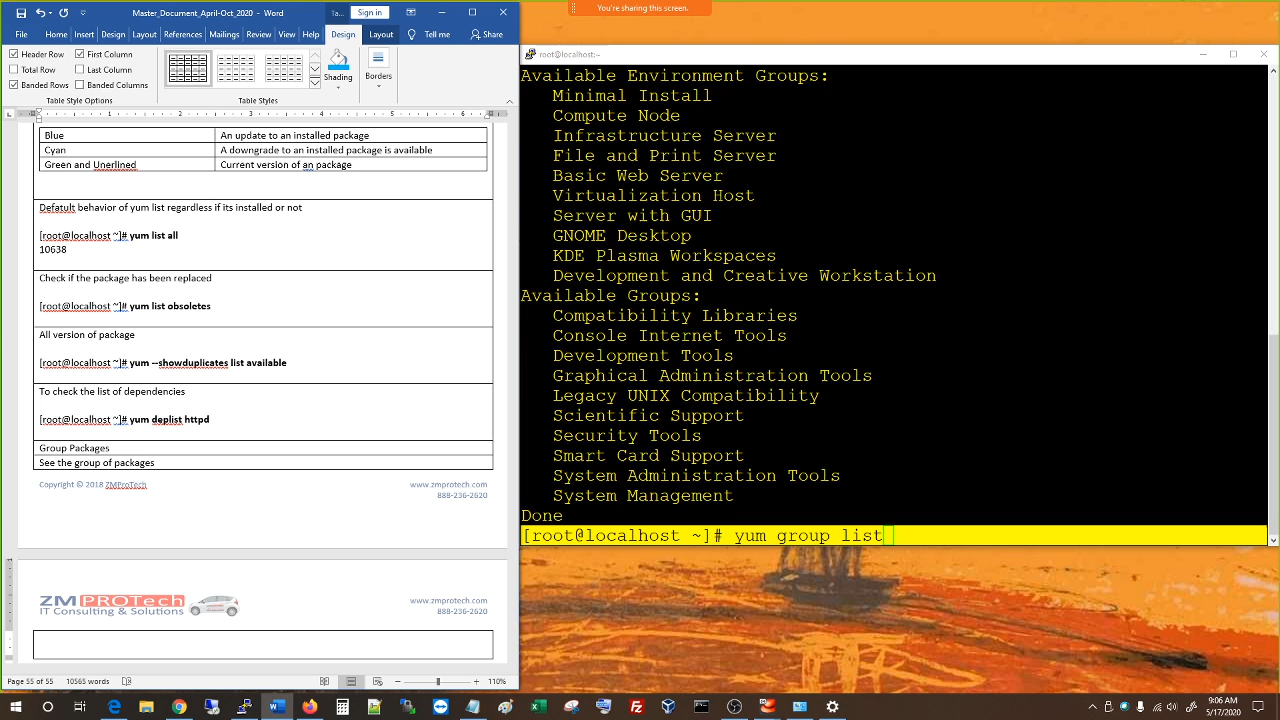 Master_Document_April-Oct_2020 - Word
Ta...
Sign in
You're sharing this screen.
File Home Insert Design Layout References Mailings Review View Help Design Layout Tell me Share
Header Row First Column
Total Row Last Column
Banded Rows Banded Columns
Shading
Borders
Table Style Options
Table Styles
1 2 3 4 5 6
Blue An update to an installed package
Cyan A downgrade to an installed package is available
Green and Unerlined Current version of an package
Defatult behavior of yum list regardless if its installed or not
[root@localhost ~]# yum list all
10638
Check if the package has been replaced
[root@localhost ~]# yum list obsoletes
All version of package
[root@localhost ~]# yum --showduplicates list available
To check the list of dependencies
[root@localhost ~]# yum deplist httpd
Group Packages
See the group of packages
Copyright © 2018 ZMProTech
www.zmprotech.com
888-236-2620
ZMPROTech
IT Consulting & Solutions
www.zmprotech.com
888-236-2620
Page 55 of 55 10565 words
110%
root@localhost:~
Available Environment Groups:
Minimal Install
Compute Node
Infrastructure Server
File and Print Server
Basic Web Server
Virtualization Host
Server with GUI
GNOME Desktop
KDE Plasma Workspaces
Development and Creative Workstation
Available Groups:
Compatibility Libraries
Console Internet Tools
Development Tools
Graphical Administration Tools
Legacy UNIX Compatibility
Scientific Support
Security Tools
Smart Card Support
System Administration Tools
System Management
Done
[root@localhost ~]# yum group list
9:06 AM
5/17/2020